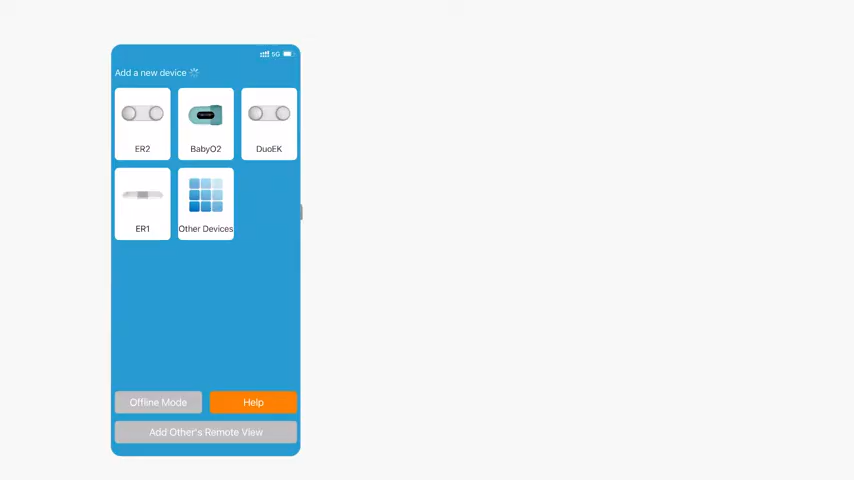 5G
Add a new device
ER2
BabyO2
DuoEK
ER1
Other Devices
Offline Mode
Help
Add Other's Remote View